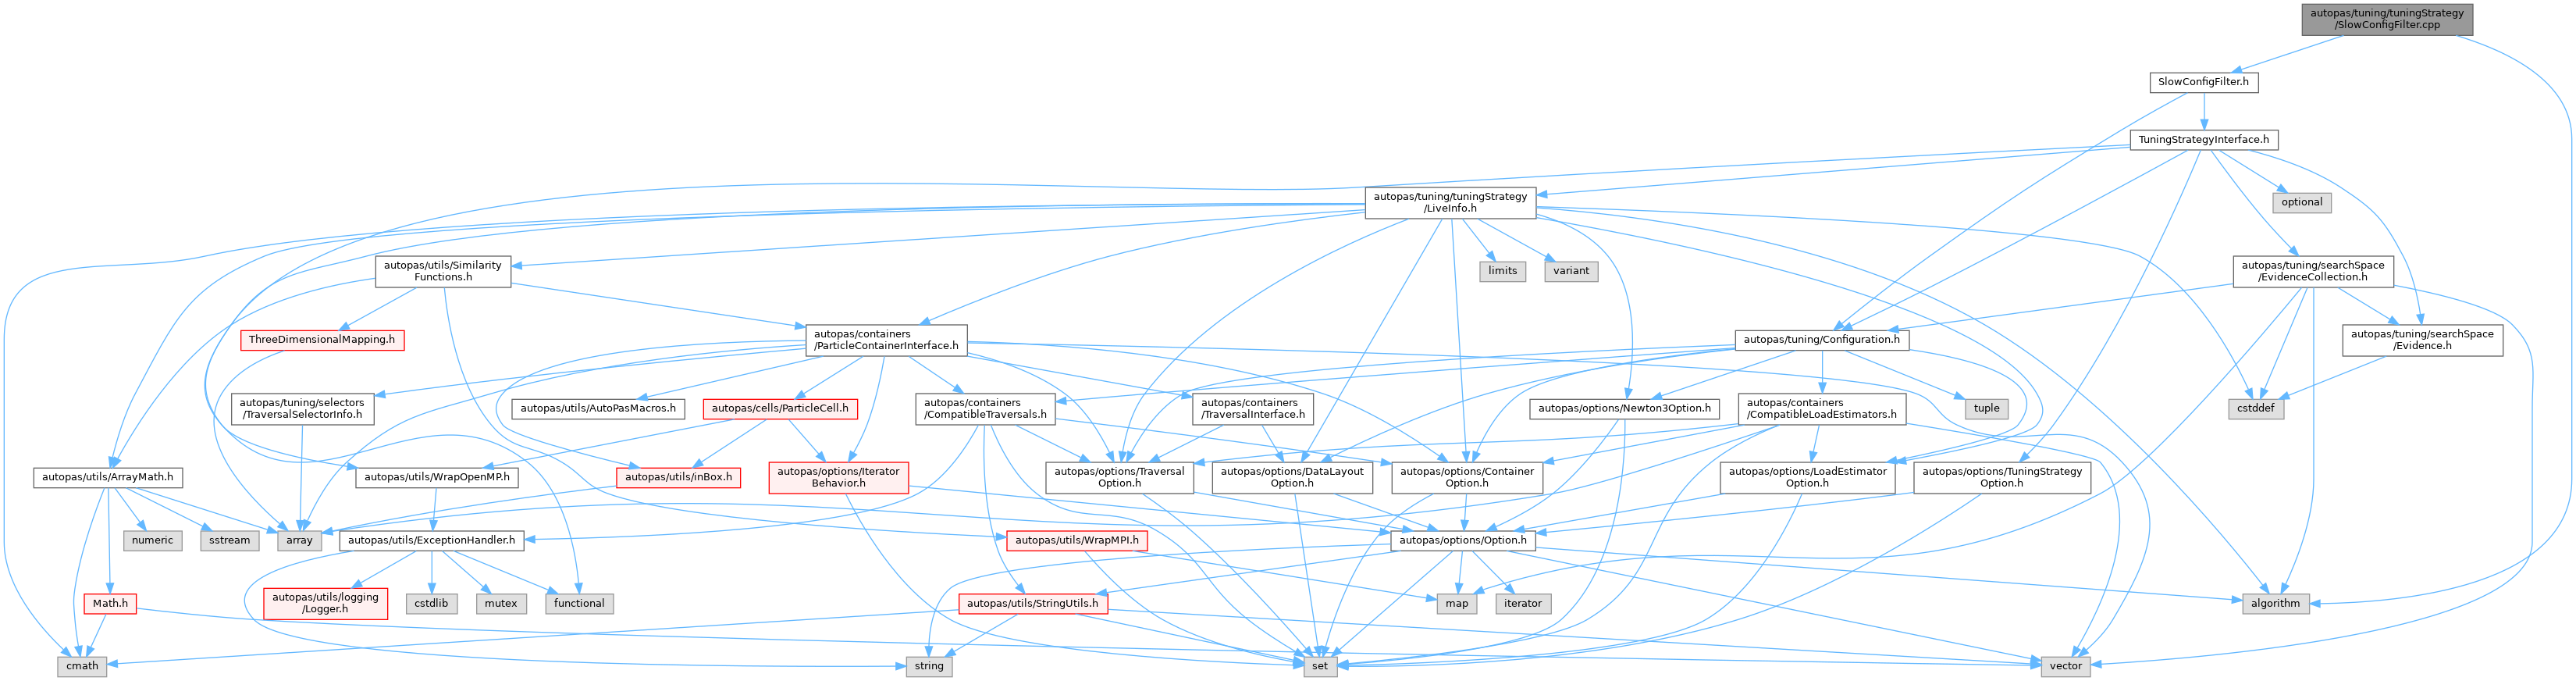 autopas/tuning/tuningStrategy
/SlowConfigFilter.cpp
SlowConfigFilter.h
TuningStrategyInterface.h
autopas/tuning/tuningStrategy
/LiveInfo.h
optional
autopas/utils/Similarity
Functions.h
limits
variant
autopas/tuning/searchSpace
/EvidenceCollection.h
ThreeDimensionalMapping.h
autopas/containers
/ParticleContainerInterface.h
autopas/tuning/Configuration.h
autopas/tuning/searchSpace
/Evidence.h
autopas/tuning/selectors
/TraversalSelectorInfo.h
autopas/utils/AutoPasMacros.h
autopas/cells/ParticleCell.h
autopas/containers
/CompatibleTraversals.h
autopas/containers
/TraversalInterface.h
autopas/options/Newton3Option.h
autopas/containers
/CompatibleLoadEstimators.h
tuple
cstddef
autopas/utils/ArrayMath.h
autopas/utils/WrapOpenMP.h
autopas/utils/inBox.h
autopas/options/Iterator
Behavior.h
autopas/options/Traversal
Option.h
autopas/options/DataLayout
Option.h
autopas/options/Container
Option.h
autopas/options/LoadEstimator
Option.h
autopas/options/TuningStrategy
Option.h
numeric
sstream
array
autopas/utils/ExceptionHandler.h
autopas/utils/WrapMPI.h
autopas/options/Option.h
Math.h
autopas/utils/logging
/Logger.h
cstdlib
mutex
functional
autopas/utils/StringUtils.h
map
iterator
algorithm
cmath
string
set
vector